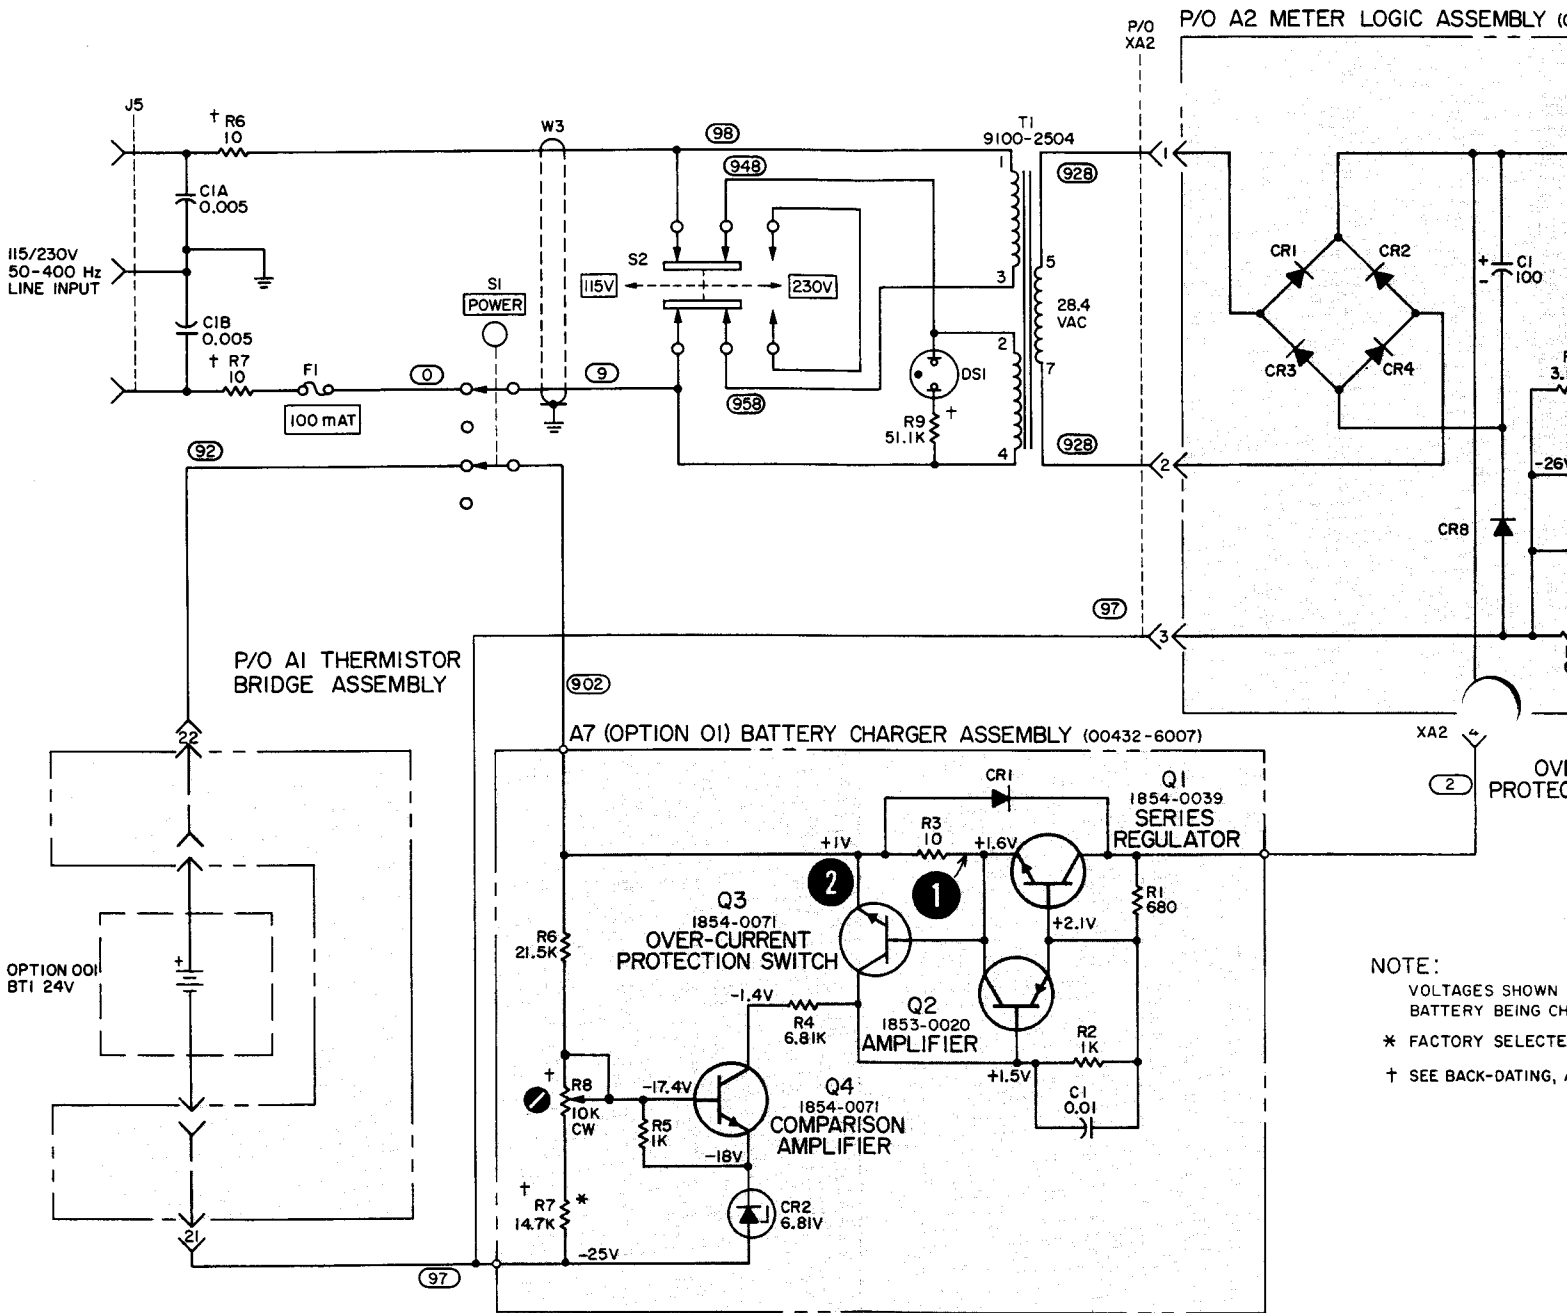 P/O
XA2
P/O A2 METER LOGIC ASSEMBLY
J5
† R6
10
W3
98
T1
9100-2504
1
1
948
928
C1A
0.005
115/230V
50-400 Hz
LINE INPUT
S1
POWER
S2
115V
230V
3
5
28.4
VAC
CR1
CR2
+
C1
100
-
C1B
0.005
† R7
10
F1
100 mAT
0
9
958
2
DS1
7
CR3
CR4
3.
R9 †
51.1K
4
928
2
92
-26V
CR8
97
3
P/O A1 THERMISTOR
BRIDGE ASSEMBLY
902
22
A7 (OPTION 01) BATTERY CHARGER ASSEMBLY (00432-6007)
XA2 4
2
OVE
PROTEC
CR1
Q1
1854-0039
SERIES
REGULATOR
+1V
R3
10
+1.6V
2
1
R1
680
Q3
1854-0071
OVER-CURRENT
PROTECTION SWITCH
+2.1V
R6
21.5K
OPTION 001
BT1 24V
+
NOTE:
VOLTAGES SHOWN
BATTERY BEING CH
* FACTORY SELECTE
† SEE BACK-DATING,
-1.4V
R4
6.81K
Q2
1853-0020
AMPLIFIER
R2
1K
+1.5V
C1
0.01
† R8
10K
CW
-17.4V
Q4
1854-0071
COMPARISON
AMPLIFIER
R5
1K
-18V
† R7 *
14.7K
CR2
6.81V
21
-25V
97